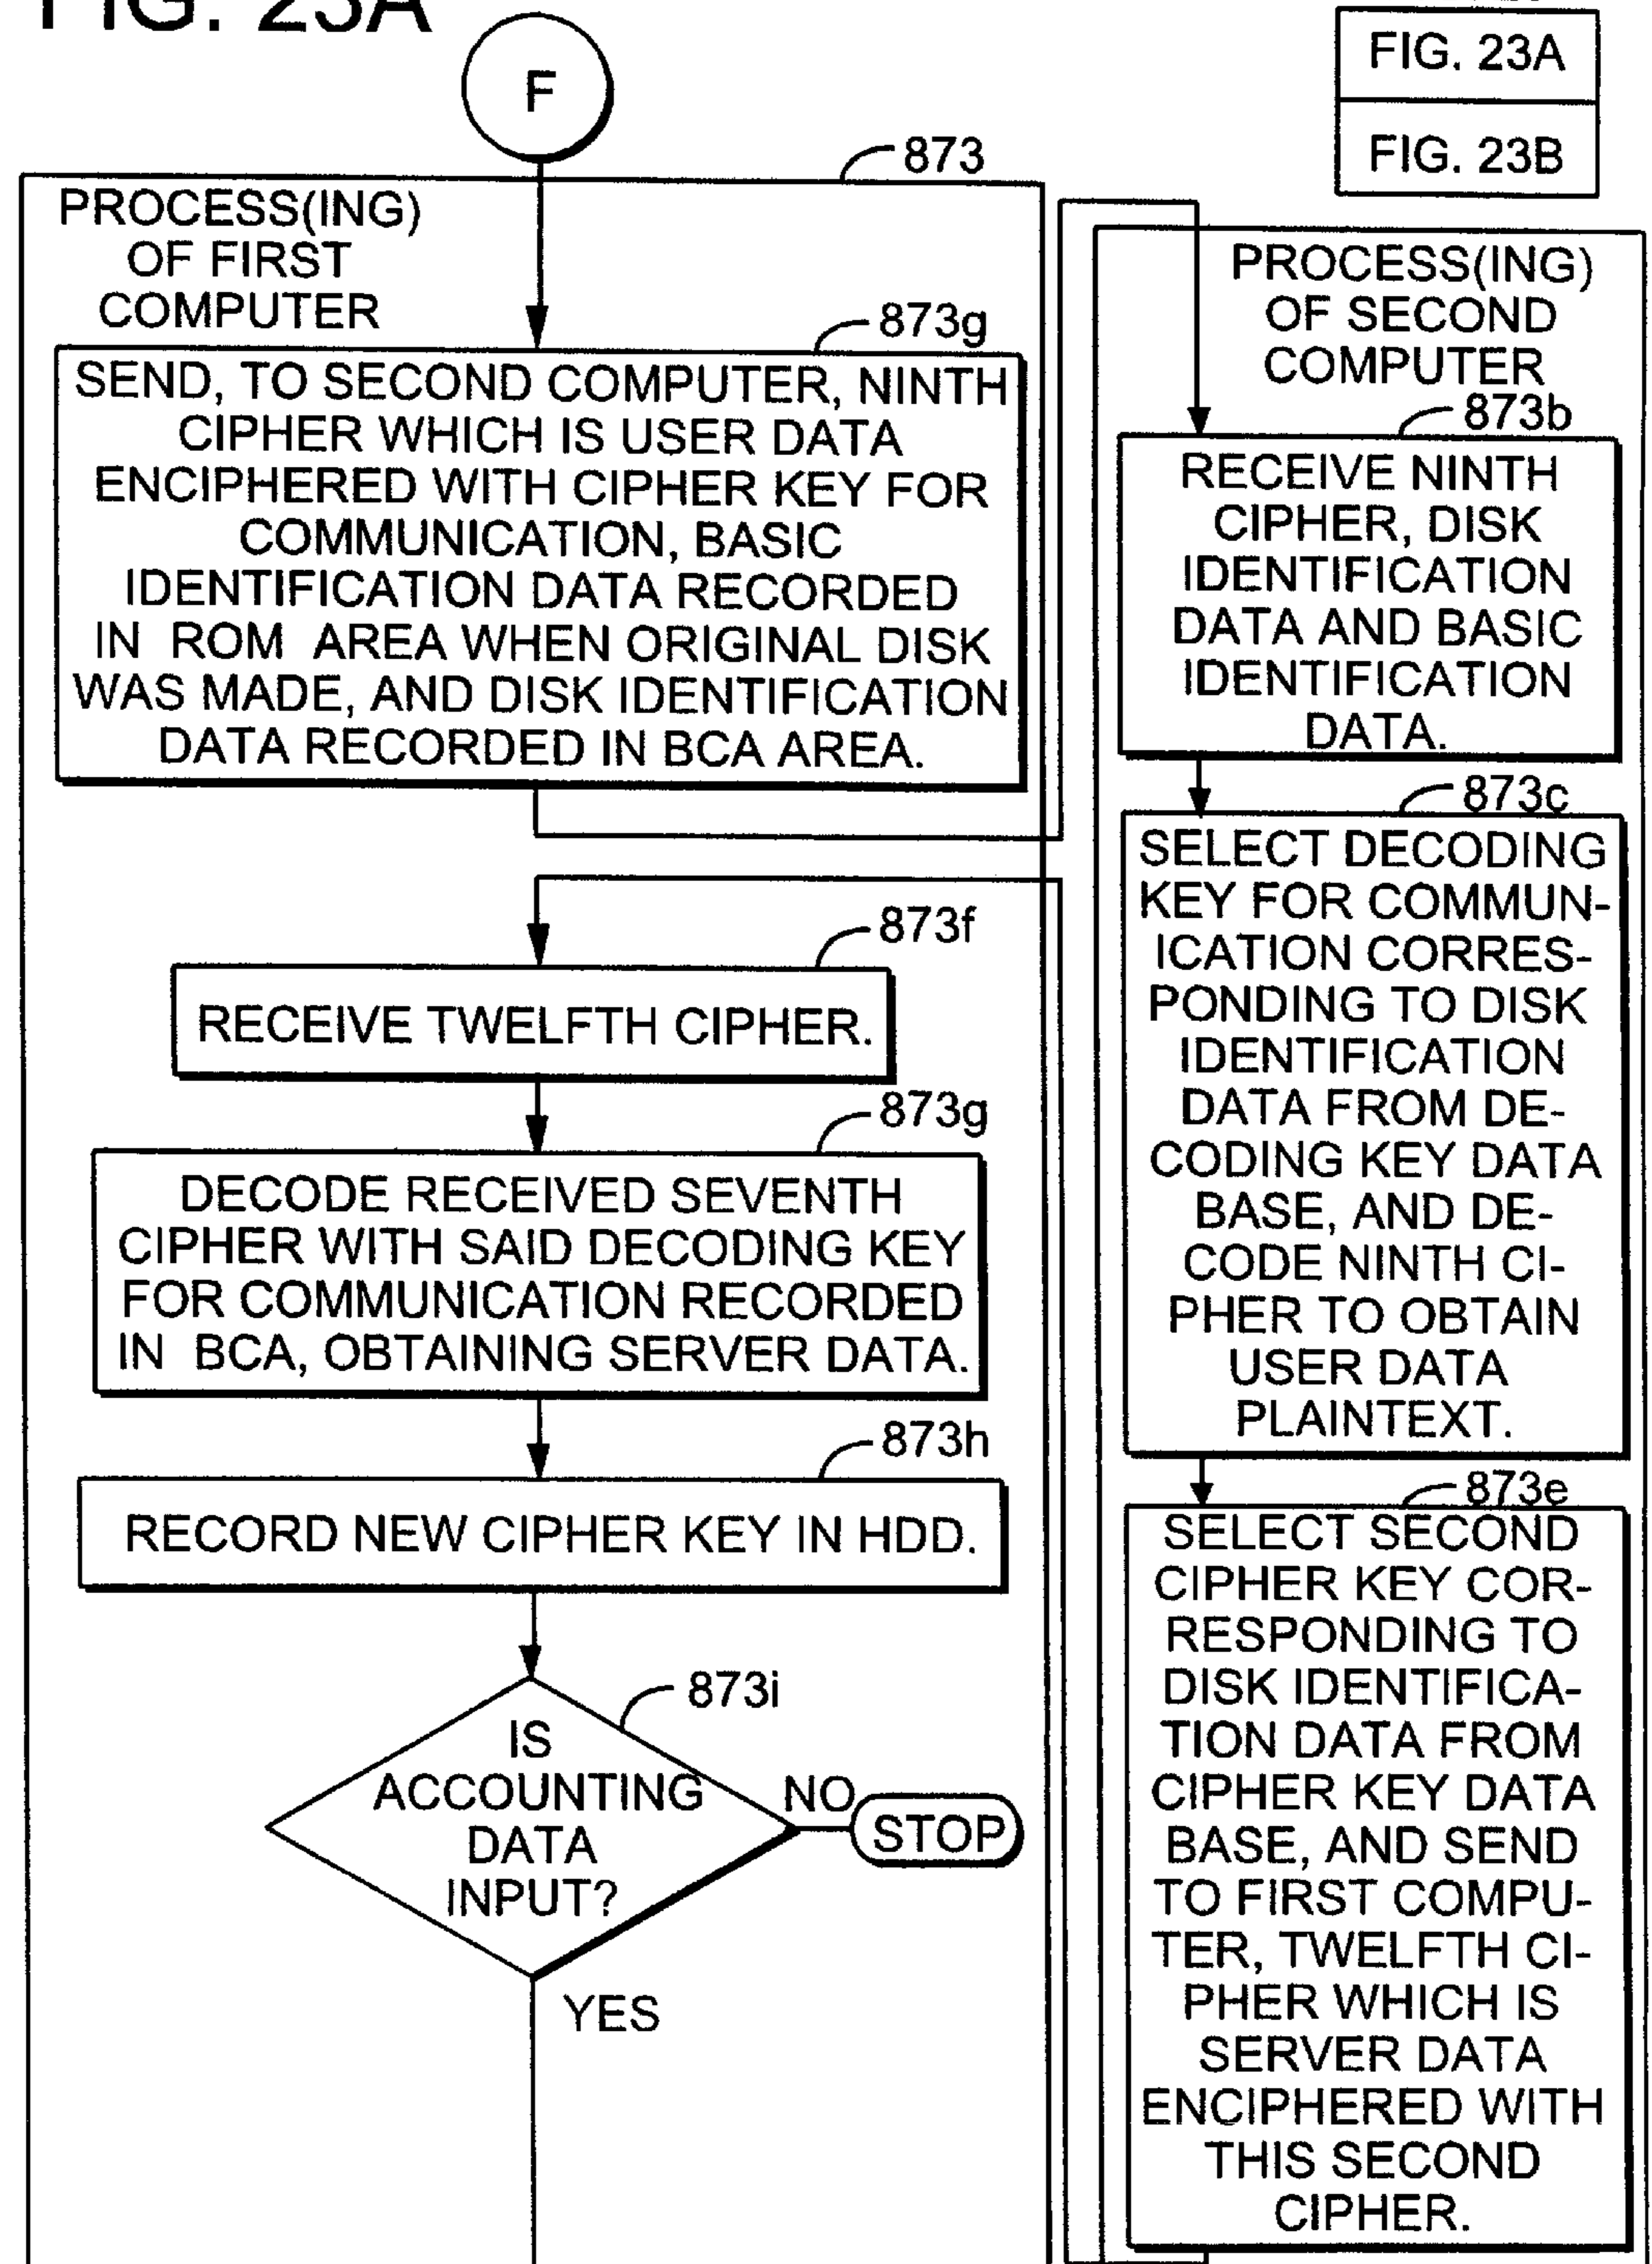 FIG. 23A
FIG. 23A
FIG. 23B
F
873
PROCESS(ING)
OF FIRST
COMPUTER
873g
SEND, TO SECOND COMPUTER, NINTH
CIPHER WHICH IS USER DATA
ENCIPHERED WITH CIPHER KEY FOR
COMMUNICATION, BASIC
IDENTIFICATION DATA RECORDED
IN ROM AREA WHEN ORIGINAL DISK
WAS MADE, AND DISK IDENTIFICATION
DATA RECORDED IN BCA AREA.
873f
RECEIVE TWELFTH CIPHER.
873g
DECODE RECEIVED SEVENTH
CIPHER WITH SAID DECODING KEY
FOR COMMUNICATION RECORDED
IN BCA, OBTAINING SERVER DATA.
873h
RECORD NEW CIPHER KEY IN HDD.
873i
IS
ACCOUNTING
DATA
INPUT?
NO
STOP
YES
PROCESS(ING)
OF SECOND
COMPUTER
873b
RECEIVE NINTH
CIPHER, DISK
IDENTIFICATION
DATA AND BASIC
IDENTIFICATION
DATA.
873c
SELECT DECODING
KEY FOR COMMUN-
ICATION CORRES-
PONDING TO DISK
IDENTIFICATION
DATA FROM DE-
CODING KEY DATA
BASE, AND DE-
CODE NINTH CI-
PHER TO OBTAIN
USER DATA
PLAINTEXT.
873e
SELECT SECOND
CIPHER KEY COR-
RESPONDING TO
DISK IDENTIFICA-
TION DATA FROM
CIPHER KEY DATA
BASE, AND SEND
TO FIRST COMPU-
TER, TWELFTH CI-
PHER WHICH IS
SERVER DATA
ENCIPHERED WITH
THIS SECOND
CIPHER.